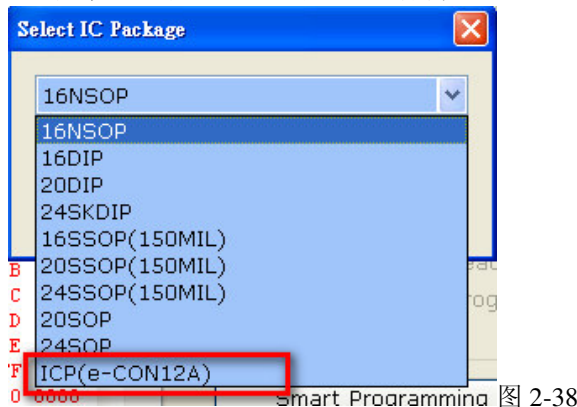 Select IC Package
16NSOP
16NSOP
16DIP
20DIP
24SKDIP
16SSOP(150MIL)
B 20SSOP(150MIL)
C 24SSOP(150MIL)
D 20SOP
E 24SOP
F ICP(e-CON12A)
0 0000 Smart Programming 图 2-38